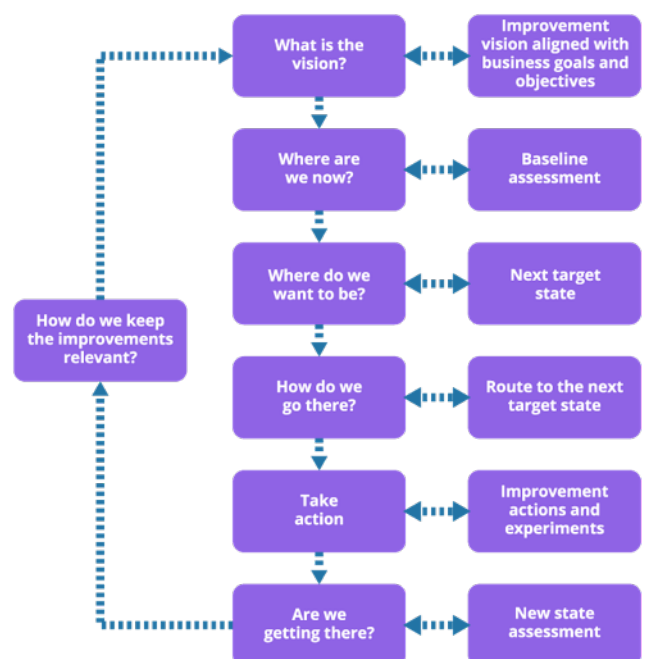 What is the
vision?
Improvement
vision aligned with
business goals and
objectives
Where are
we now?
Baseline
assessment
Where do we
want to be?
Next target
state
How do we keep
the improvements
relevant?
How do we
go there?
Route to the next
target state
Take
action
Improvement
actions and
experiments
Are we
getting there?
New state
assessment